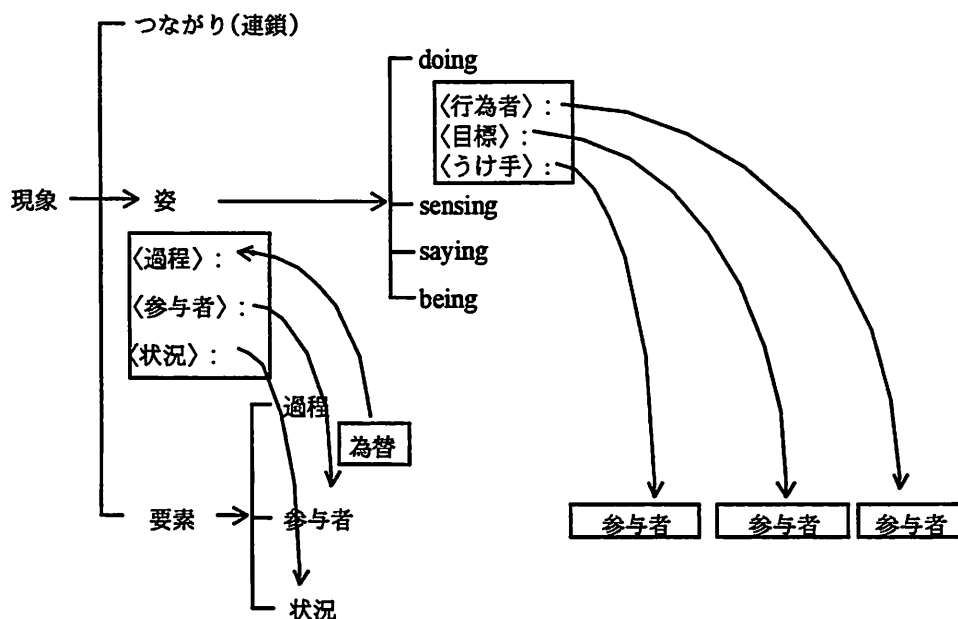 つながり(連鎖)
doing
〈行為者〉:
〈目標〉:
〈うけ手〉:
現象
姿
sensing
〈過程〉:
saying
〈参与者〉:
being
〈状況〉:
過程
為替
要素
参与者
参与者
参与者
参与者
状況